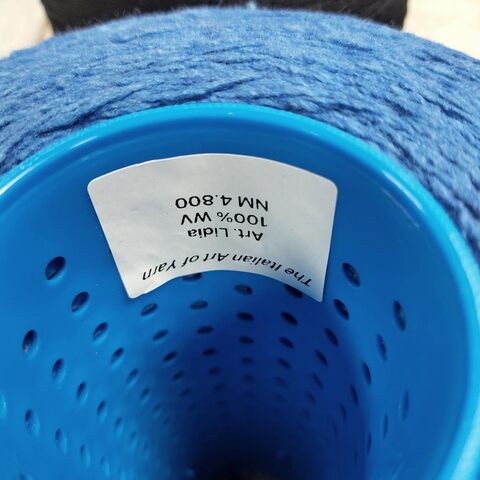 The Italian Art of Yarn
Art. Lidia
100% WV
NM 4.800